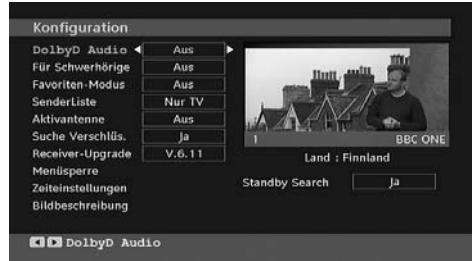 Konfiguration
DolbyD Audio Aus
Für Schwerhörige Aus
Favoriten-Modus Aus
SenderListe Nur TV
Aktivantenne Aus
Suche Verschlüs. Ja
Receiver-Upgrade V.6.11
Menüsperre
Zeiteinstellungen
Bildbeschreibung
1 BBC ONE
Land : Finnland
Standby Search Ja
DolbyD Audio